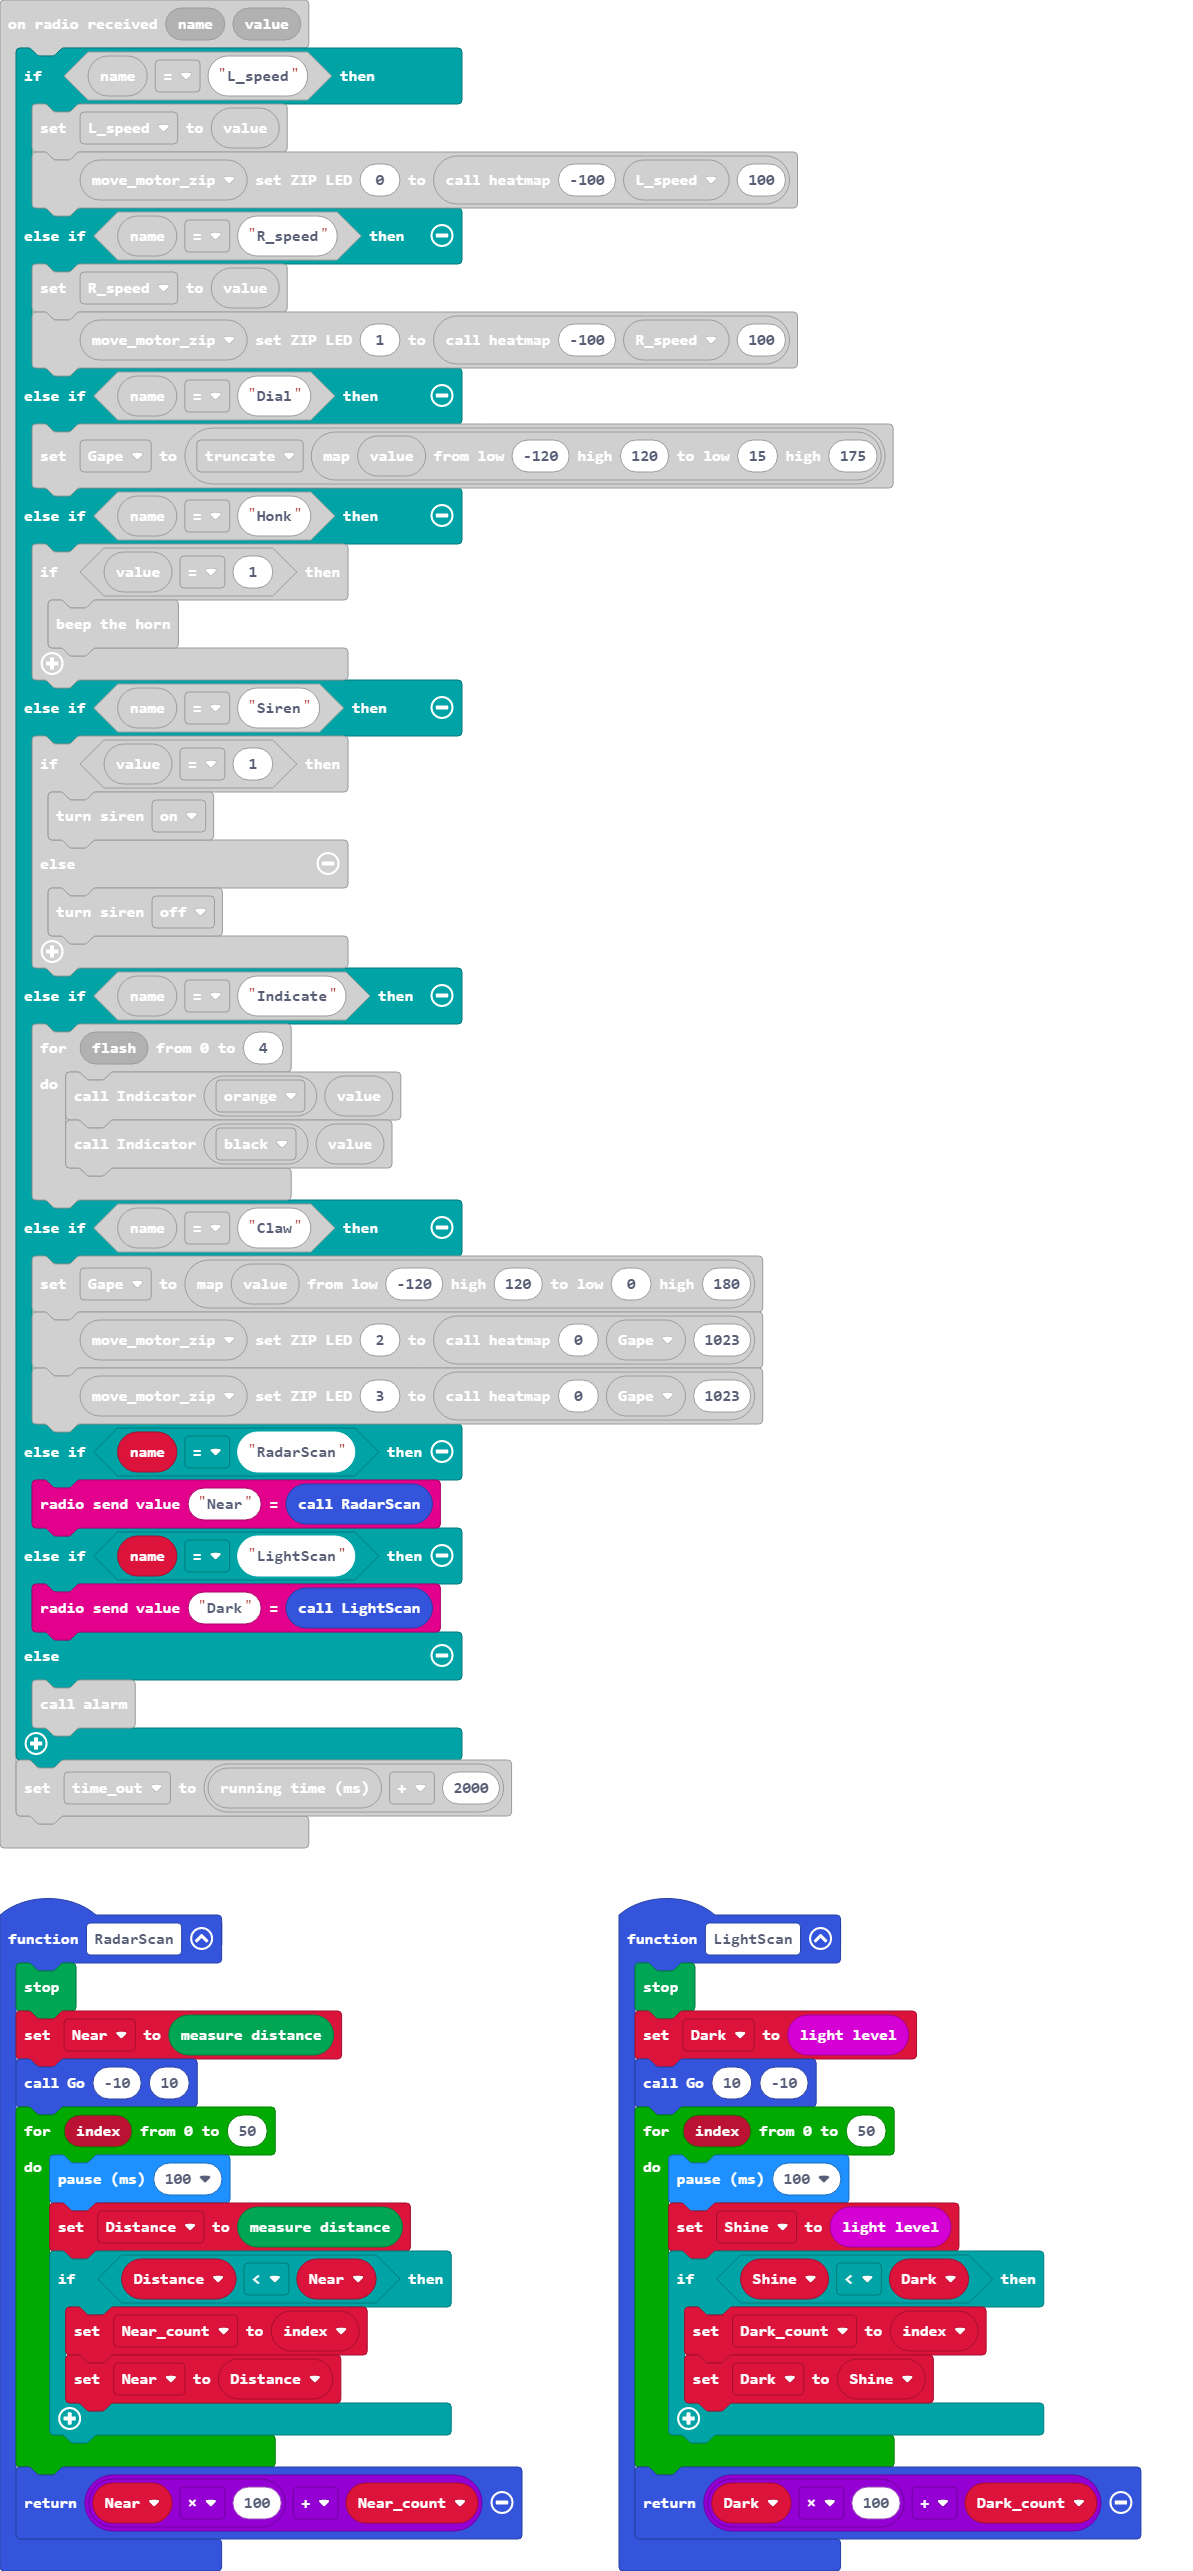 on radio received name value
if name = "L_speed" then
set L_speed to value
move_motor_zip set ZIP LED 0 to call heatmap -100 L_speed 100
else if name = "R_speed" then
set R_speed to value
move_motor_zip set ZIP LED 1 to call heatmap -100 R_speed 100
else if name = "Dial" then
set Gape to truncate map value from low -120 high 120 to low 15 high 175
else if name = "Honk" then
if value = 1 then
beep the horn
else if name = "Siren" then
if value = 1 then
turn siren on
else
turn siren off
else if name = "Indicate" then
for flash from 0 to 4
do call Indicator orange value
call Indicator black value
else if name = "Claw" then
set Gape to map value from low -120 high 120 to low 0 high 180
move_motor_zip set ZIP LED 2 to call heatmap 0 Gape 1023
move_motor_zip set ZIP LED 3 to call heatmap 0 Gape 1023
else if name = "RadarScan" then
radio send value "Near" = call RadarScan
else if name = "LightScan" then
radio send value "Dark" = call LightScan
else
call alarm
set time_out to running time (ms) + 2000
function RadarScan
stop
set Near to measure distance
call Go -10 10
for index from 0 to 50
do pause (ms) 100
set Distance to measure distance
if Distance < Near then
set Near_count to index
set Near to Distance
return Near × 100 + Near_count
function LightScan
stop
set Dark to light level
call Go 10 -10
for index from 0 to 50
do pause (ms) 100
set Shine to light level
if Shine < Dark then
set Dark_count to index
set Dark to Shine
return Dark × 100 + Dark_count